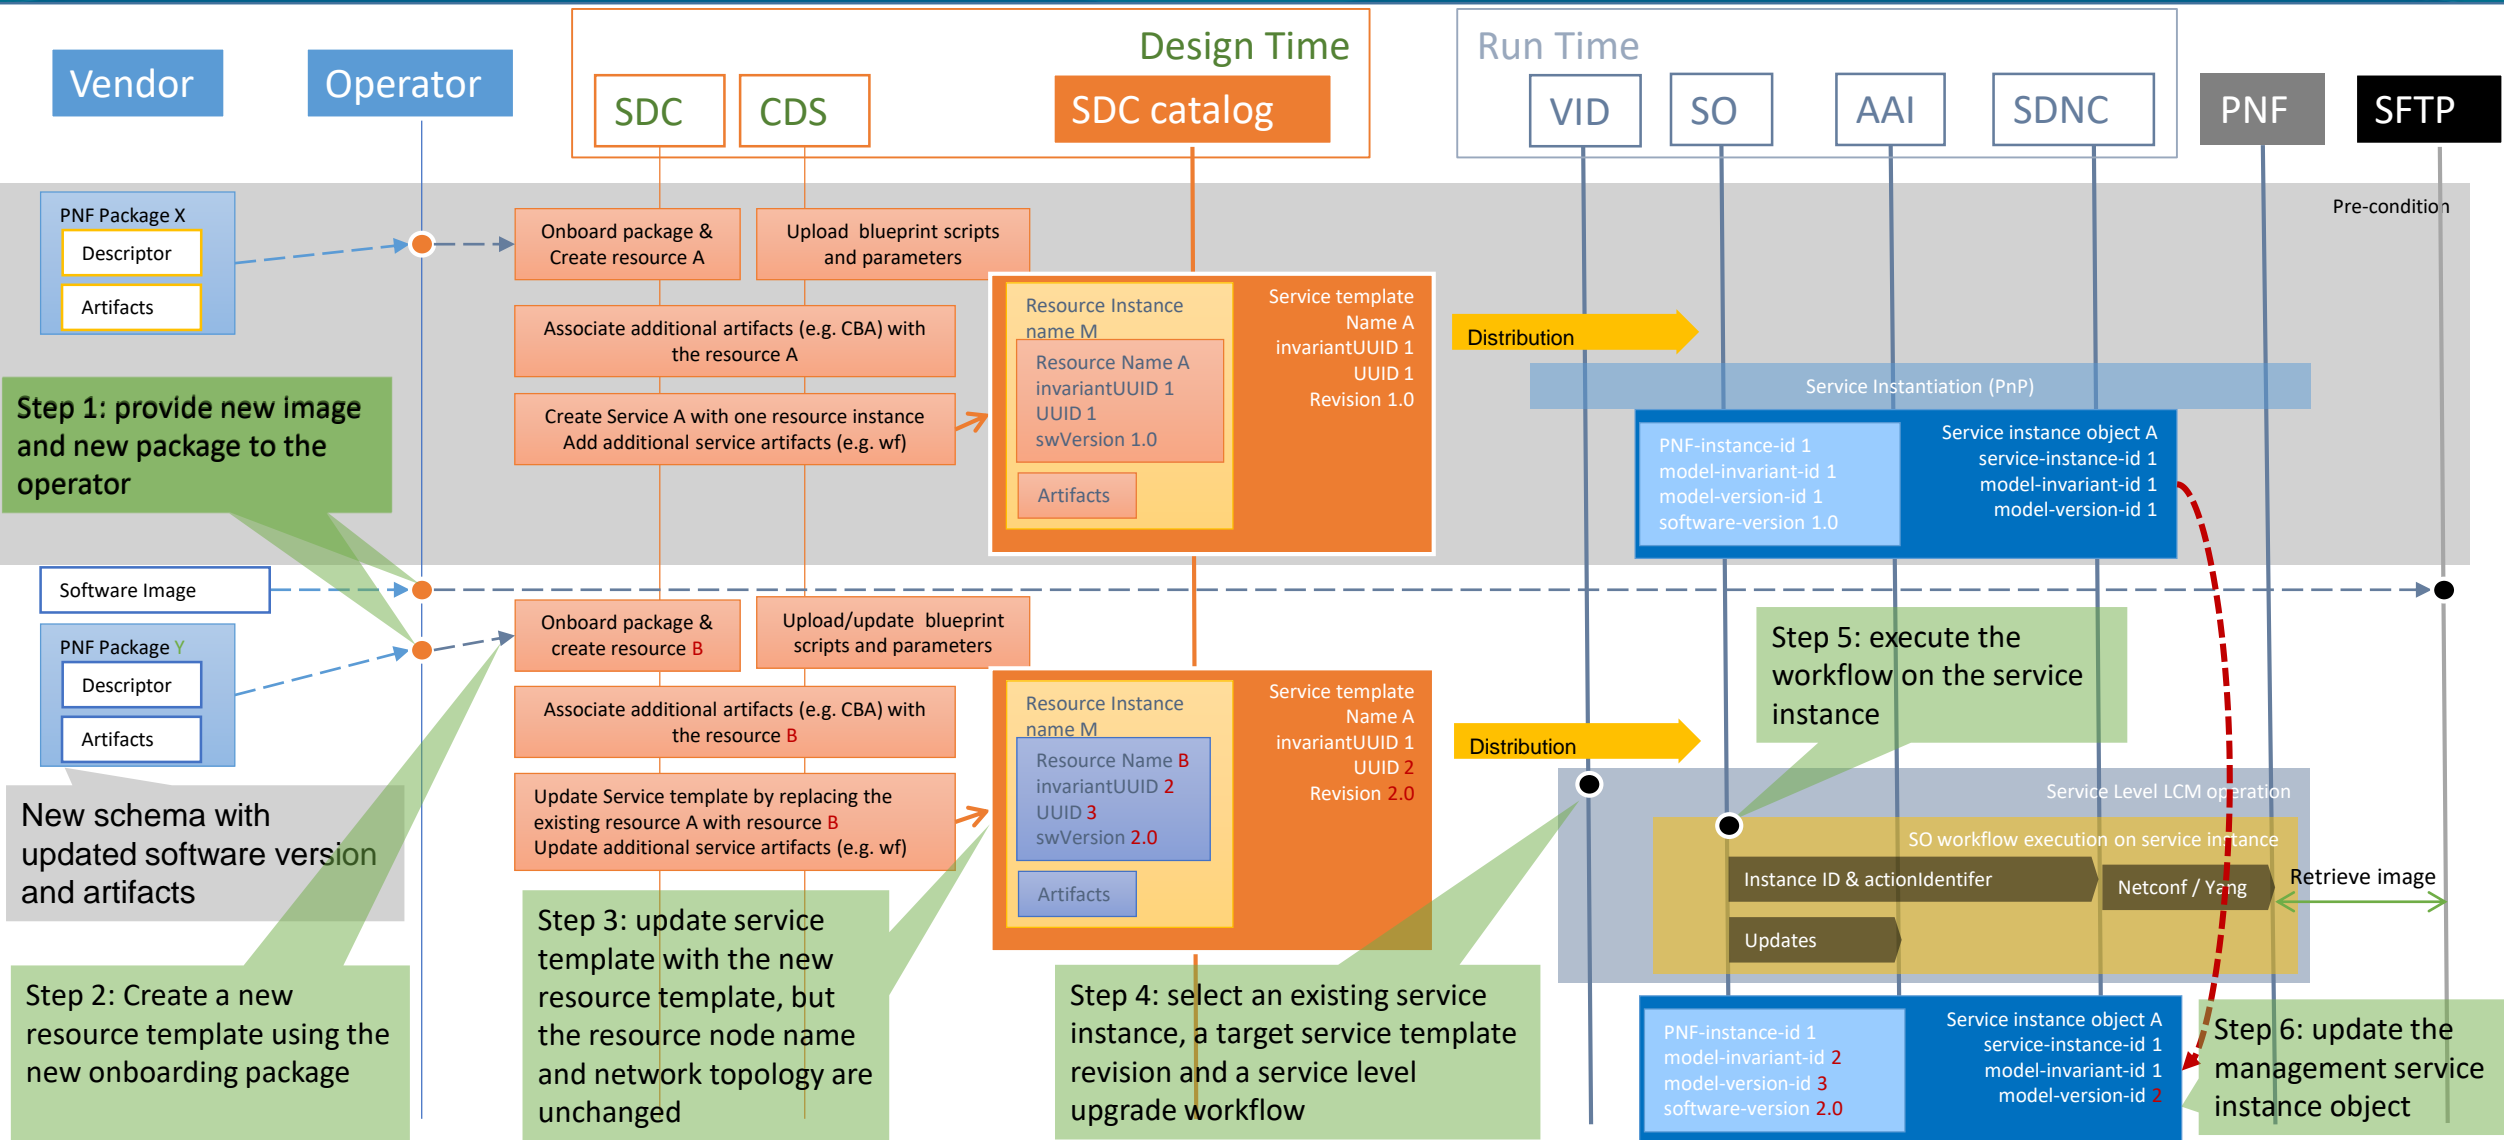 Design Time
Run Time
Vendor
Operator
SDC
CDS
SDC catalog
VID
SO
AAI
SDNC
PNF
SFTP
Pre-condition
PNF Package X
Descriptor
Artifacts
Onboard package &
Create resource A
Upload blueprint scripts
and parameters
Associate additional artifacts (e.g. CBA) with
the resource A
Create Service A with one resource instance
Add additional service artifacts (e.g. wf)
Resource Instance
name M
Resource Name A
invariantUUID 1
UUID 1
swVersion 1.0
Artifacts
Service template
Name A
invariantUUID 1
UUID 1
Revision 1.0
Distribution
Service Instantiation (PnP)
PNF-instance-id 1
model-invariant-id 1
model-version-id 1
software-version 1.0
Service instance object A
service-instance-id 1
model-invariant-id 1
model-version-id 1
Step 1: provide new image
and new package to the
operator
Software Image
PNF Package Y
Descriptor
Artifacts
New schema with
updated software version
and artifacts
Onboard package &
create resource B
Upload/update blueprint
scripts and parameters
Associate additional artifacts (e.g. CBA) with
the resource B
Update Service template by replacing the
existing resource A with resource B
Update additional service artifacts (e.g. wf)
Resource Instance
name M
Resource Name B
invariantUUID 2
UUID 3
swVersion 2.0
Artifacts
Service template
Name A
invariantUUID 1
UUID 2
Revision 2.0
Distribution
Step 5: execute the
workflow on the service
instance
Service Level LCM operation
SO workflow execution on service instance
Instance ID & actionIdentifer
Netconf / Yang
Retrieve image
Updates
Step 2: Create a new
resource template using the
new onboarding package
Step 3: update service
template with the new
resource template, but
the resource node name
and network topology are
unchanged
Step 4: select an existing service
instance, a target service template
revision and a service level
upgrade workflow
PNF-instance-id 1
model-invariant-id 2
model-version-id 3
software-version 2.0
Service instance object A
service-instance-id 1
model-invariant-id 1
model-version-id 2
Step 6: update the
management service
instance object